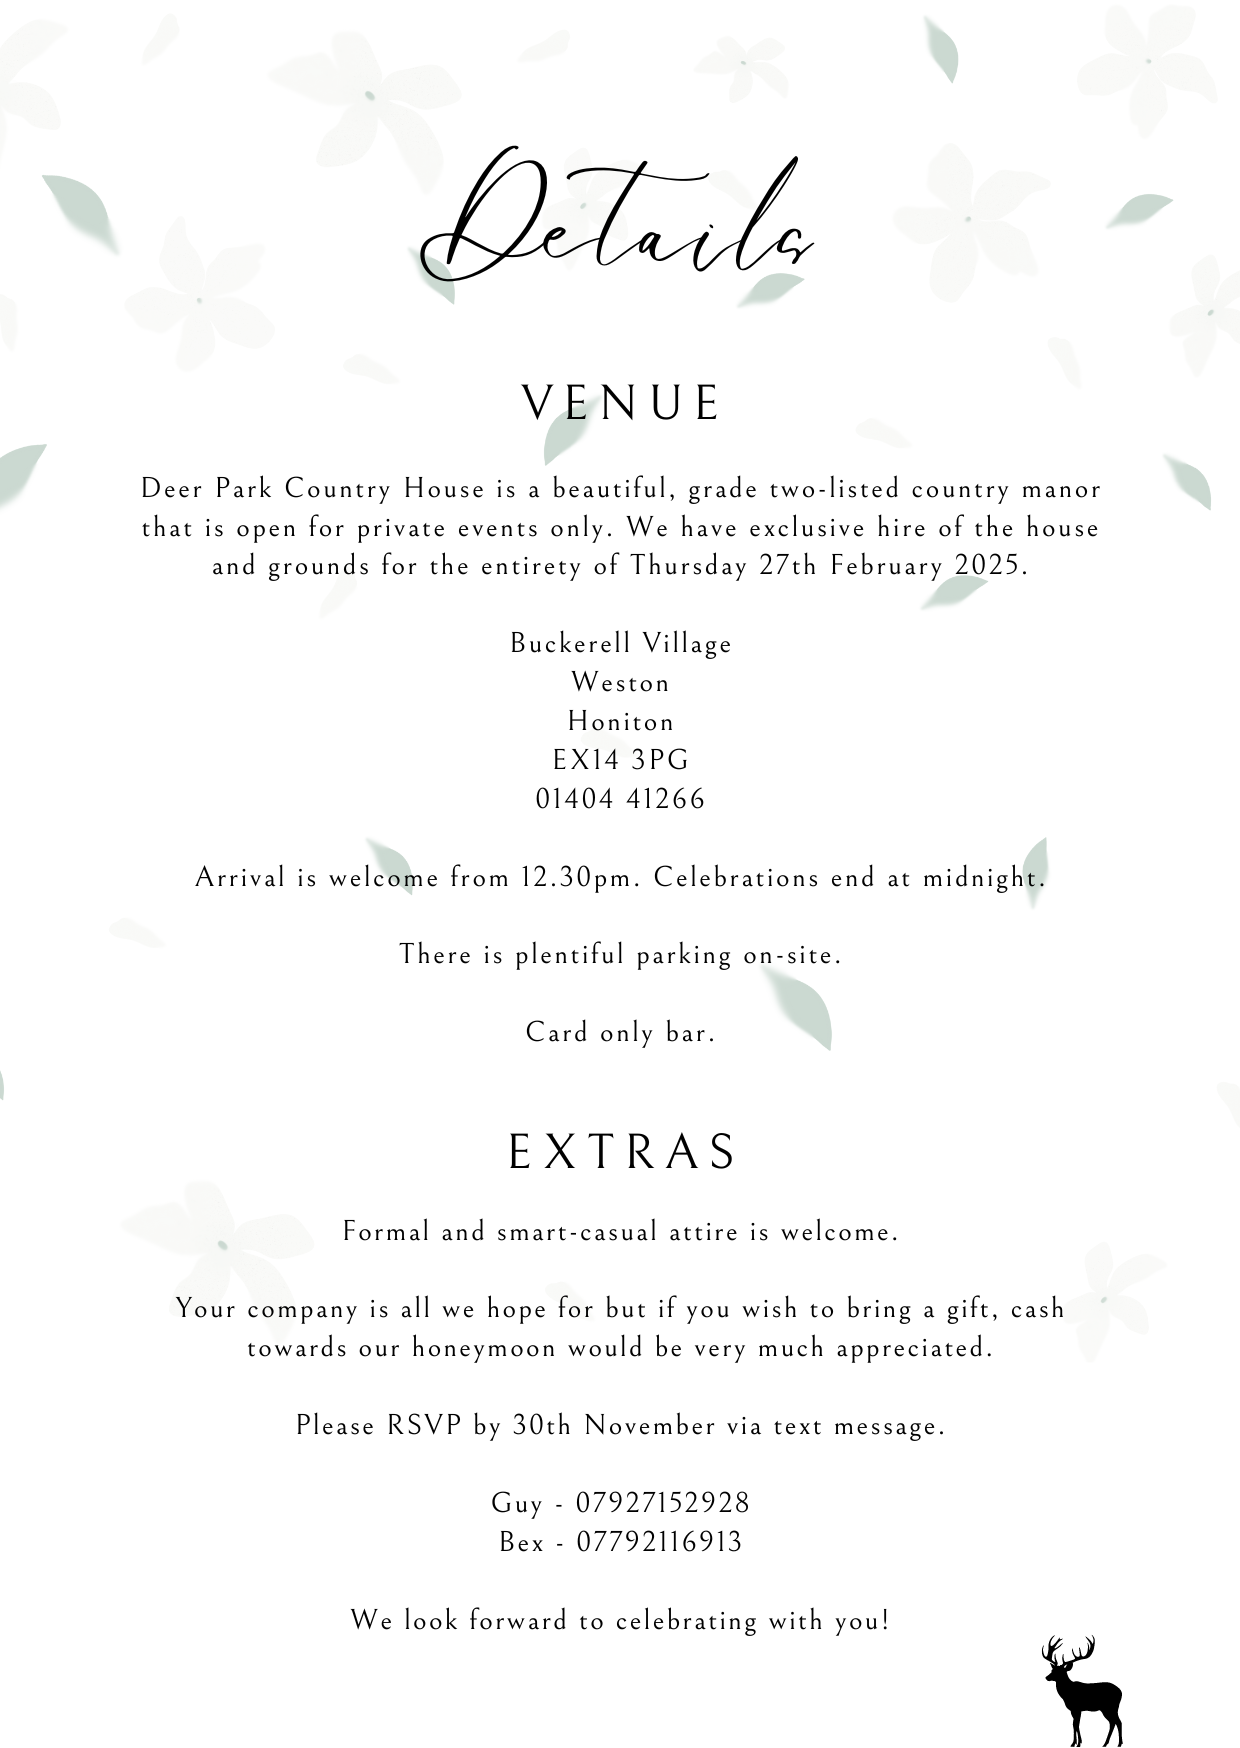 Details
VENUE
Deer Park Country House is a beautiful, grade two-listed country manor
that is open for private events only. We have exclusive hire of the house
and grounds for the entirety of Thursday 27th February 2025.
Buckerell Village
Weston
Honiton
EX14 3PG
01404 41266
Arrival is welcome from 12.30pm. Celebrations end at midnight.
There is plentiful parking on-site.
Card only bar.
EXTRAS
Formal and smart-casual attire is welcome.
Your company is all we hope for but if you wish to bring a gift, cash
towards our honeymoon would be very much appreciated.
Please RSVP by 30th November via text message.
Guy - 07927152928
Bex - 07792116913
We look forward to celebrating with you!